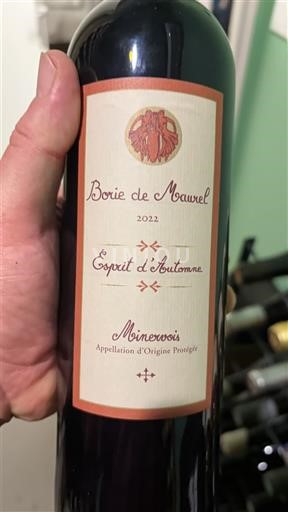 Borie de Maurel
2022
Esprit d'Automne
Minervois
Appellation d'Origine Protégée